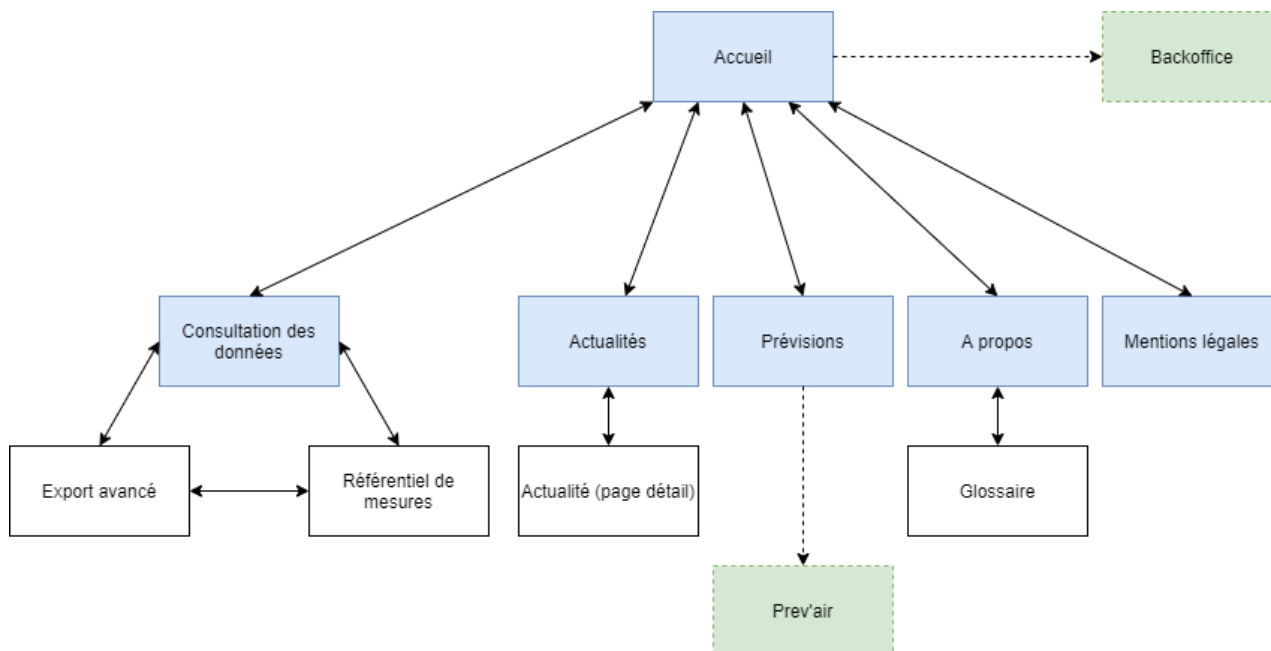 Accueil
Backoffice
Consultation des
données
Actualités
Prévisions
A propos
Mentions légales
Export avancé
Référentiel de
mesures
Actualité (page détail)
Glossaire
Prev'air